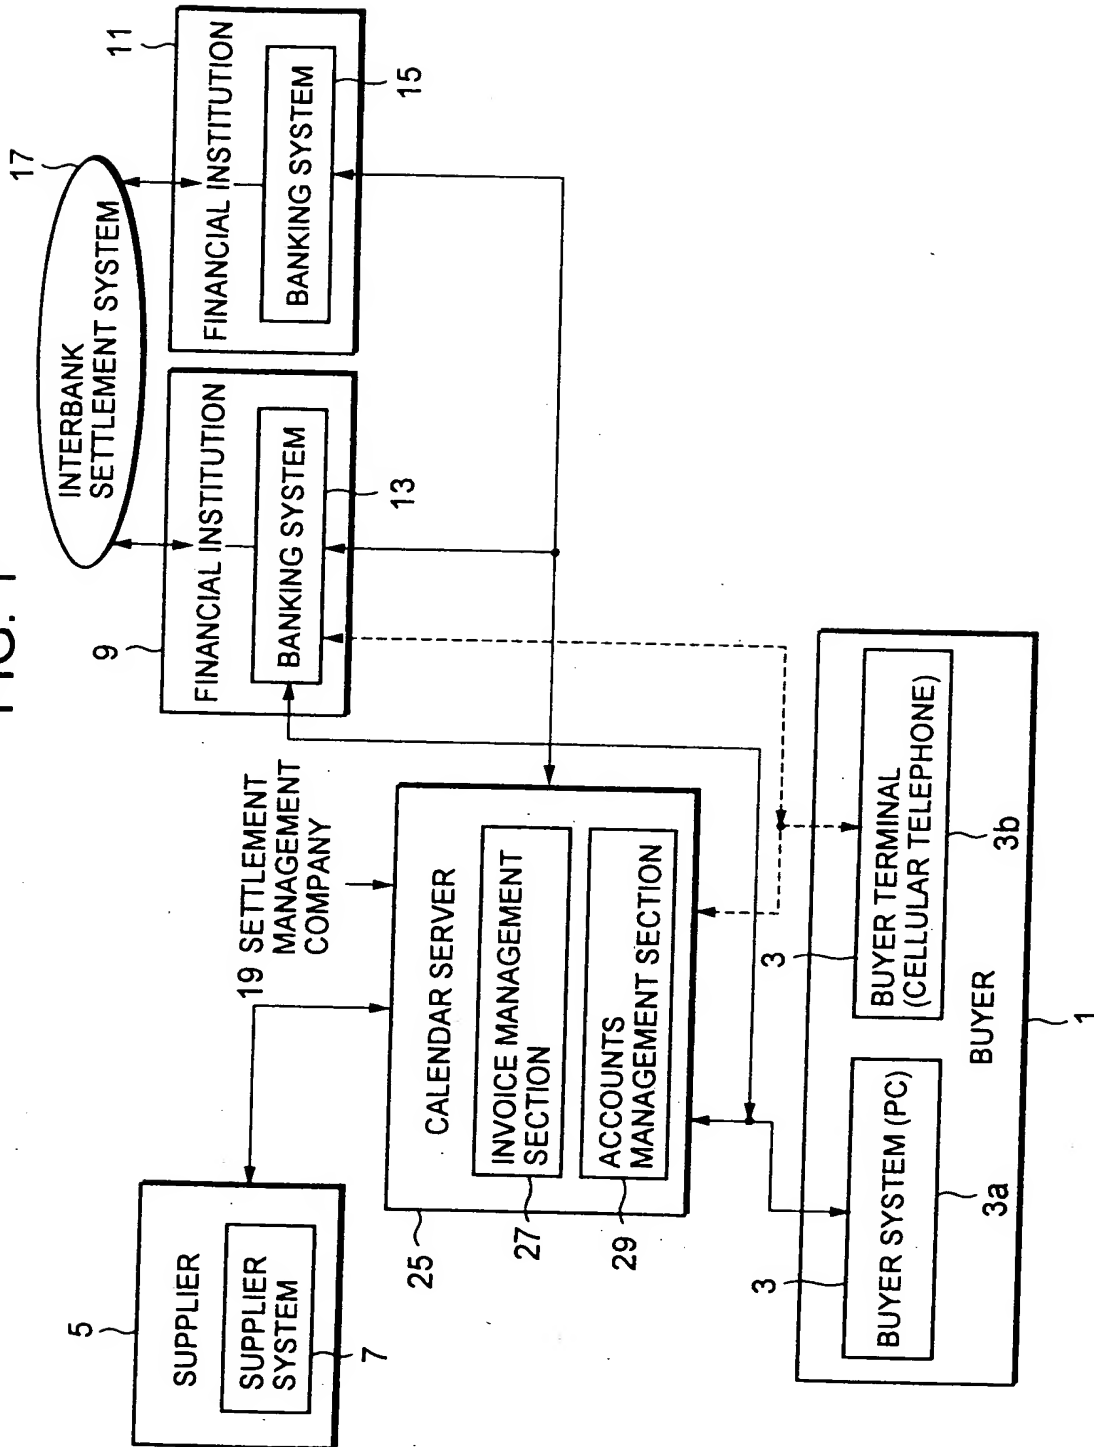 FIG. 1
17
INTERBANK
SETTLEMENT SYSTEM
9
FINANCIAL INSTITUTION
BANKING SYSTEM
13
11
FINANCIAL INSTITUTION
BANKING SYSTEM
15
5
SUPPLIER
SUPPLIER
SYSTEM
7
19 SETTLEMENT
MANAGEMENT
COMPANY
25
CALENDAR SERVER
INVOICE MANAGEMENT
SECTION
27
ACCOUNTS
MANAGEMENT SECTION
29
3
BUYER SYSTEM (PC)
3a
3
BUYER TERMINAL
(CELLULAR TELEPHONE)
3b
BUYER
1